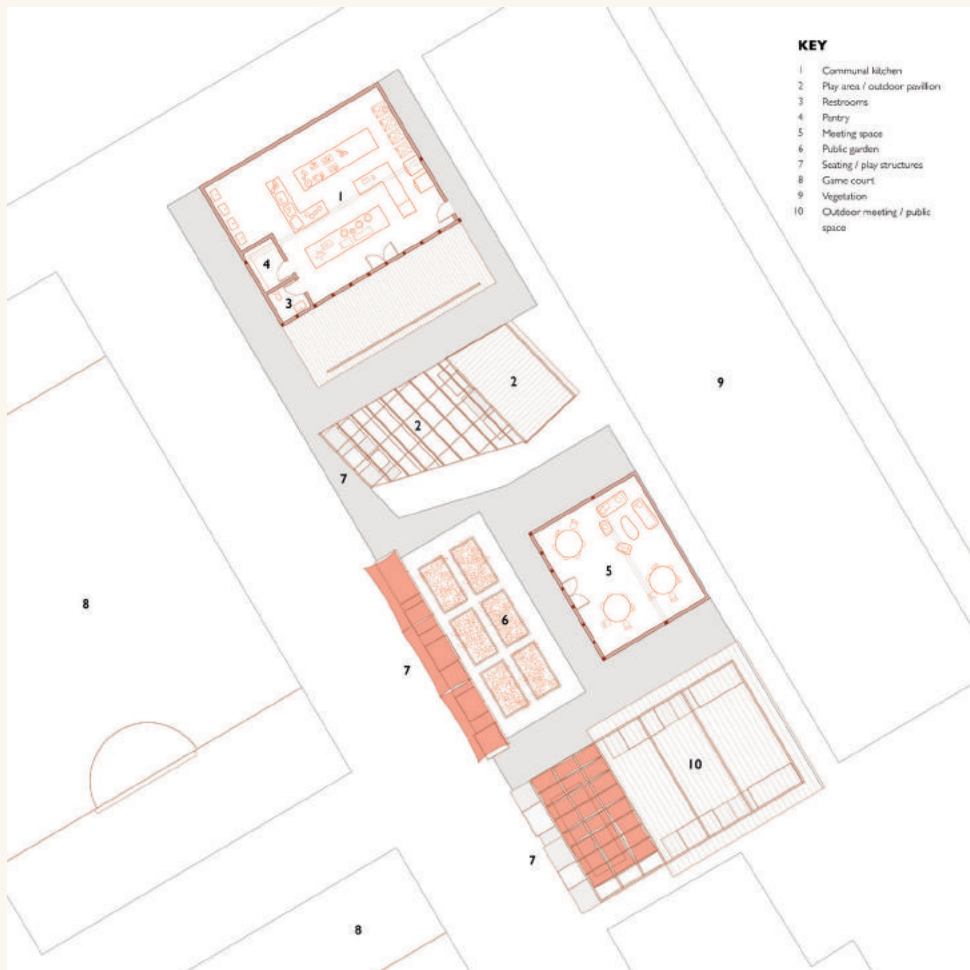 KEY
1 Communal kitchen
2 Play area / outdoor pavillion
3 Restrooms
4 Pantry
5 Meeting space
6 Public garden
7 Seating / play structures
8 Game court
9 Vegetation
10 Outdoor meeting / public
space
1
4
3
2
2
9
7
5
8
6
7
10
7
8